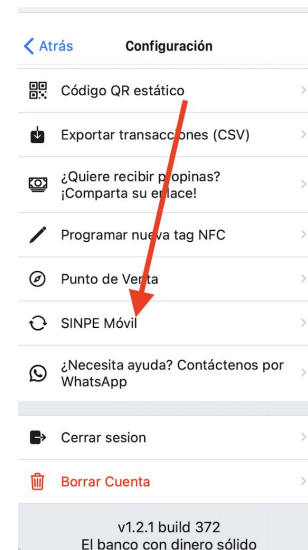 Atrás
Configuración
Código QR estático
Exportar transacciones (CSV)
¿Quiere recibir propinas?
¡Comparta su enlace!
Programar nueva tag NFC
Punto de Venta
SINPE Móvil
¿Necesita ayuda? Contáctenos por
WhatsApp
Cerrar sesion
Borrar Cuenta
v1.2.1 build 372
El banco con dinero sólido